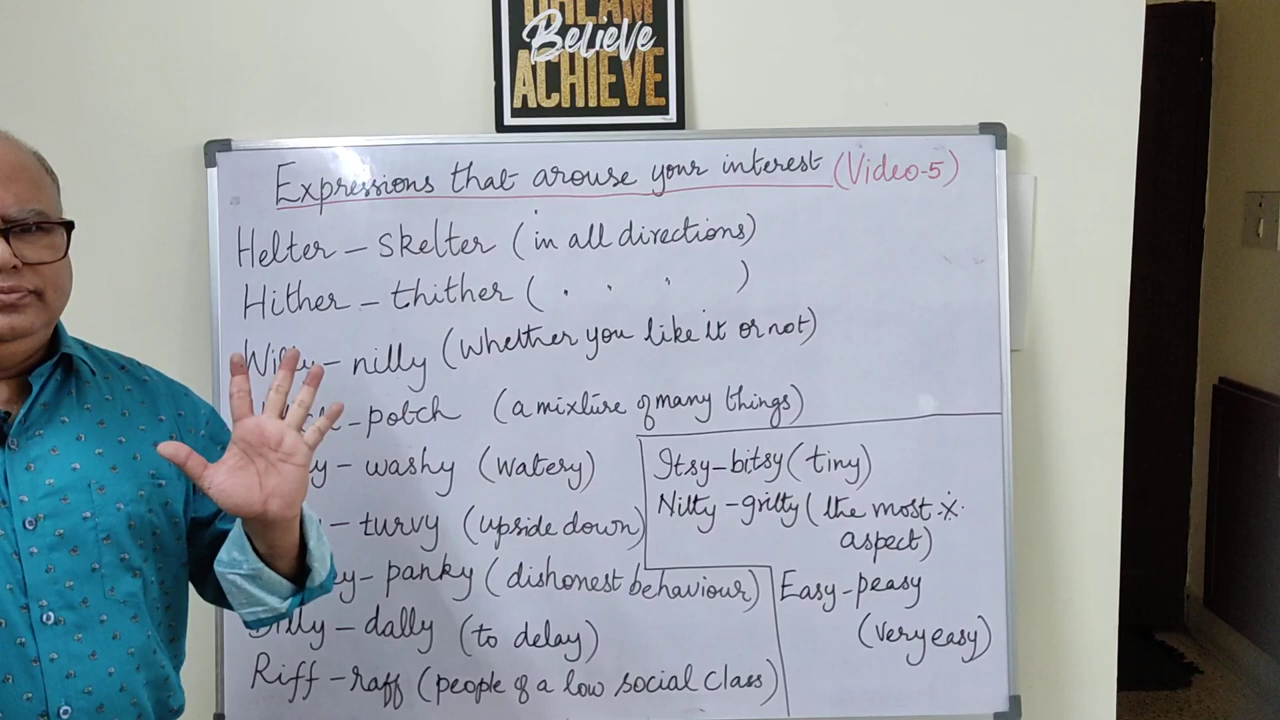 DREAM
Believe
ACHIEVE
Expressions that arouse your interest (Video-5)
Helter – skelter (in all directions)
Hither – thither ( " " " )
Willy – nilly (whether you like it or not)
– potch (a mixture of many things)
– washy (watery)
– turvy (upside down)
– panky (dishonest behaviour)
Dilly – dally (to delay)
Riff – raff (people of a low social class)
Itsy – bitsy (tiny)
Nitty – gritty (the most
aspect)
Easy – peasy
(very easy)